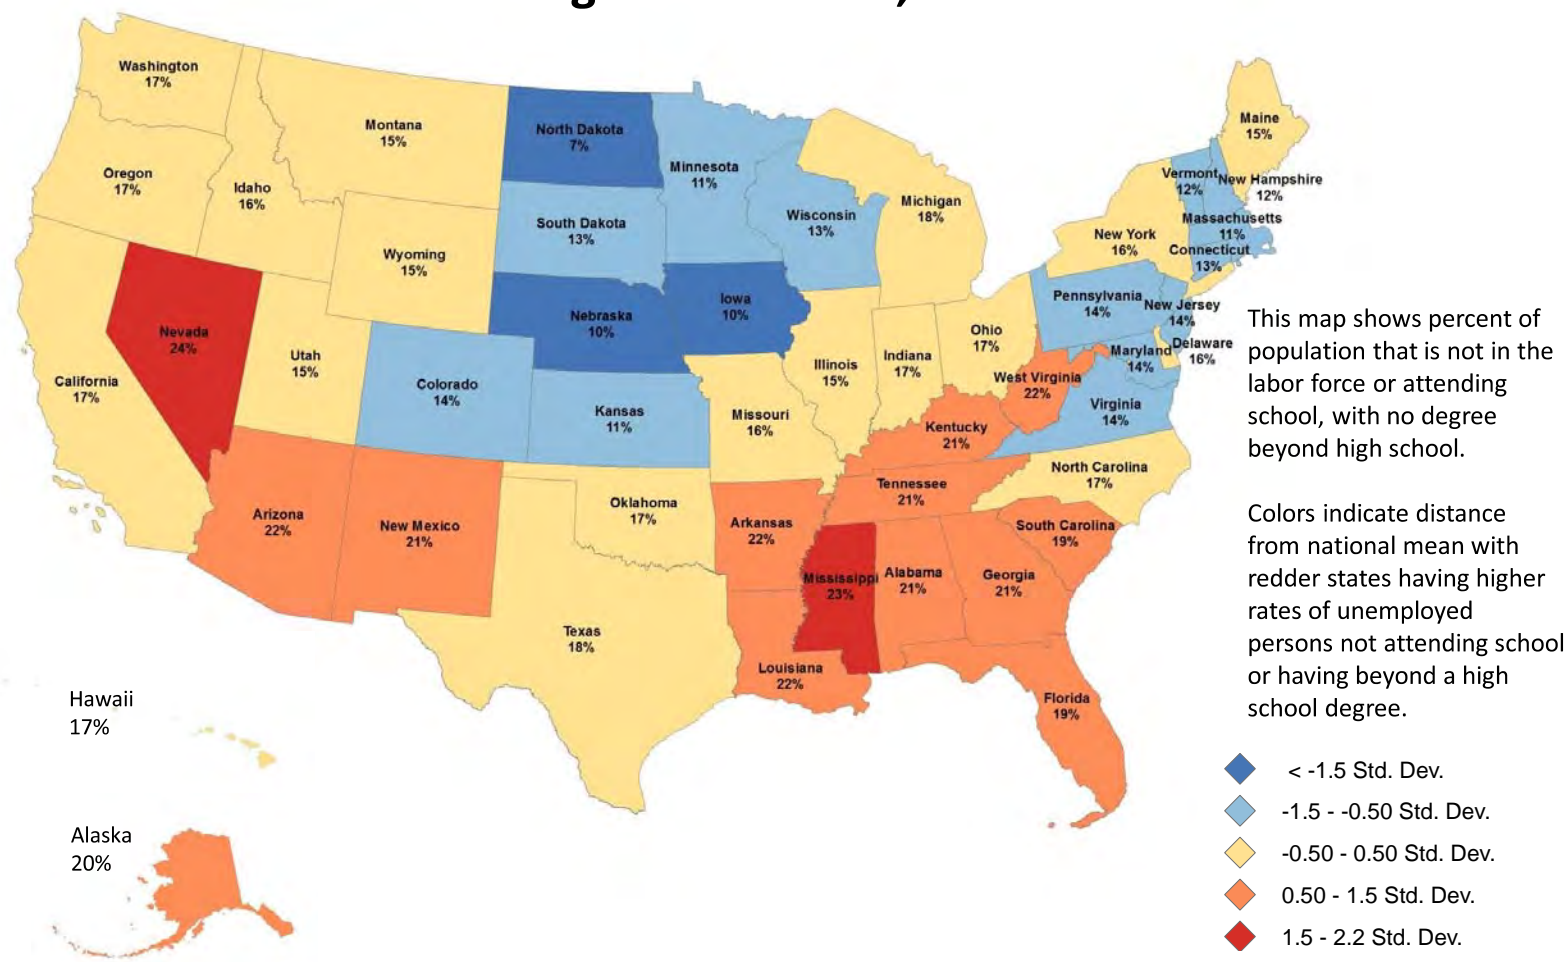 Washington
17%
Oregon
17%
Idaho
16%
Montana
15%
Wyoming
15%
North Dakota
7%
South Dakota
13%
Minnesota
11%
Wisconsin
13%
Michigan
18%
Maine
15%
Vermont
12%
New Hampshire
12%
Massachusetts
11%
New York
16%
Connecticut
13%
Nevada
24%
California
17%
Utah
15%
Colorado
14%
Nebraska
10%
Iowa
10%
Kansas
11%
Missouri
16%
Illinois
15%
Indiana
17%
Ohio
17%
Pennsylvania
14%
New Jersey
14%
Maryland
14%
Delaware
16%
West Virginia
22%
Virginia
14%
Kentucky
21%
North Carolina
17%
Tennessee
21%
South Carolina
19%
Arizona
22%
New Mexico
21%
Oklahoma
17%
Arkansas
22%
Mississippi
23%
Alabama
21%
Georgia
21%
Texas
18%
Louisiana
22%
Florida
19%
Hawaii
17%
Alaska
20%
This map shows percent of
population that is not in the
labor force or attending
school, with no degree
beyond high school.
Colors indicate distance
from national mean with
redder states having higher
rates of unemployed
persons not attending school
or having beyond a high
school degree.
< -1.5 Std. Dev.
-1.5 - -0.50 Std. Dev.
-0.50 - 0.50 Std. Dev.
0.50 - 1.5 Std. Dev.
1.5 - 2.2 Std. Dev.